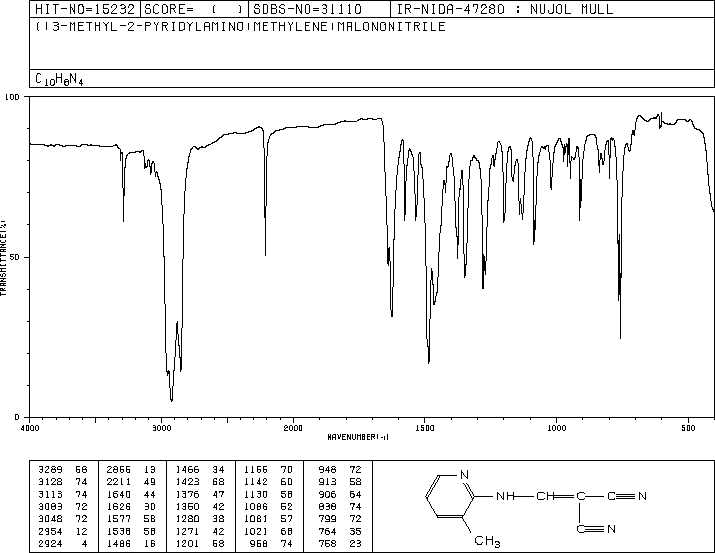 HIT-NO=15232 SCORE= ( ) SDBS-NO=31110 IR-NIDA-47280 : NUJOL MULL
((3-METHYL-2-PYRIDYLAMINO)METHYLENE)MALONONITRILE
C10H8N4
100
50
0
TRANSMITTANCE(%)
4000 3000 2000 1500 1000 500
WAVENUMBER(-1)
3289 60 2855 13 1466 34 1166 70 948 72
3128 74 2211 49 1423 68 1142 60 913 58
3113 74 1640 44 1376 47 1130 58 906 64
3083 72 1626 30 1350 42 1086 52 838 74
3048 72 1577 58 1280 38 1081 57 799 72
2954 12 1538 58 1271 42 1021 68 764 35
2924 4 1486 16 1201 58 968 74 758 23
N
NH CH C C N
CH3
C N